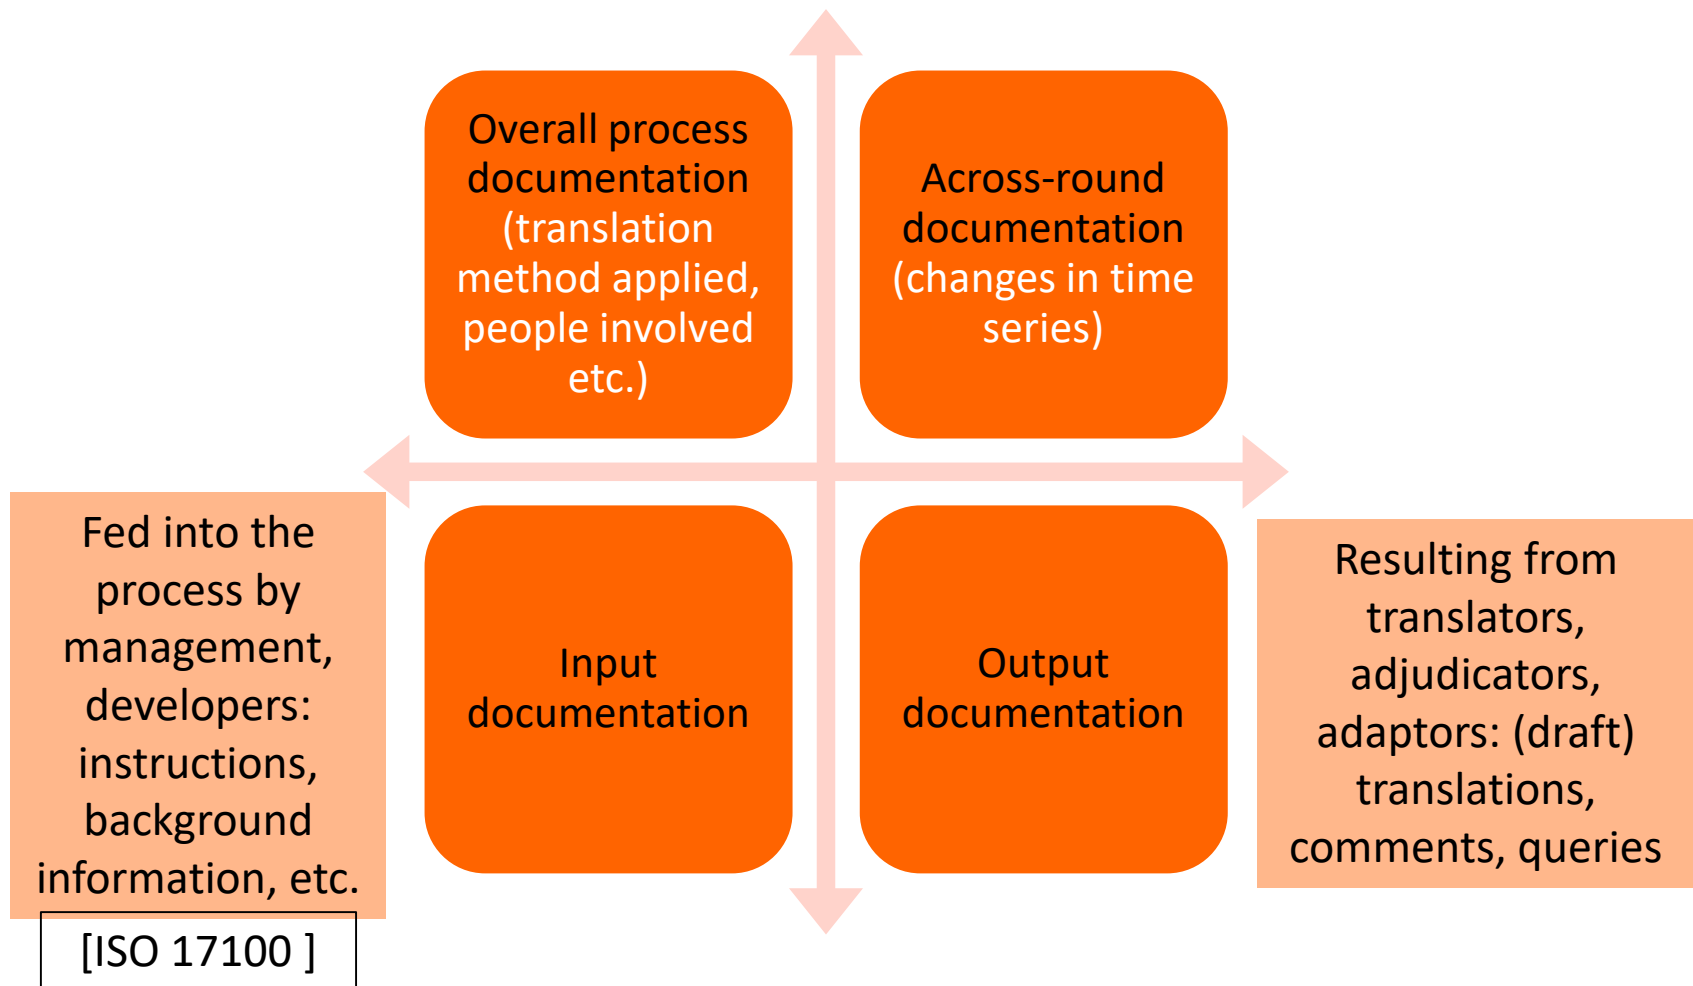 Overall process
documentation
(translation
method applied,
people involved
etc.)
Across-round
documentation
(changes in time
series)
Fed into the
process by
management,
developers:
instructions,
background
information, etc.
[ISO 17100 ]
Input
documentation
Output
documentation
Resulting from
translators,
adjudicators,
adaptors: (draft)
translations,
comments, queries